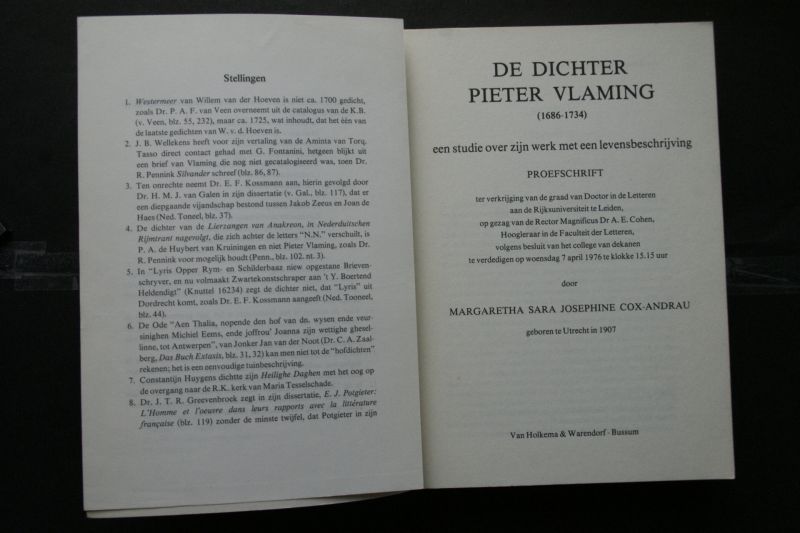 Stellingen
1. Westermeer van Willem van der Hoeven is niet ca. 1700 gedicht,
zoals Dr. P. A. F. van Veen overneemt uit de catalogus van de K.B.
(v. Veen, blz. 55, 232), maar ca. 1725, wat inhoudt, dat het één van
de laatste gedichten van W. v. d. Hoeven is.
2. J. B. Wellekens heeft voor zijn vertaling van de Aminta van Torq.
Tasso direct contact gehad met G. Fontanini, hetgeen blijkt uit
een brief van Vlaming die nog niet gecatalogiseerd was, toen Dr.
R. Pennink Silvander schreef (blz. 86, 87).
3. Ten onrechte neemt Dr. E. F. Kossmann aan, hierin gevolgd door
Dr. H. M. J. van Galen in zijn dissertatie (v. Gal., blz. 117), dat er
een diepgaande vijandschap bestond tussen Jakob Zeeus en Joan de
Haes (Ned. Toneel, blz. 37).
4. De dichter van de Lierzangen van Anakreon, in Nederduitschen
Rijmtrant nagevolgt, die zich achter de letters "N.N." verschuilt, is
P. A. de Huybert van Kruiningen en niet Pieter Vlaming, zoals Dr.
R. Pennink voor mogelijk houdt (Penn., blz. 102. nt. 3).
5. In "Lyris Opper Rym- en Schilderbaaz niew opgestane Brieven-
schryver, en nu volmaakt Zwartekonstschraper aan 't Y. Boertend
Heldendigt" (Knuttel 16234) zegt de dichter niet, dat "Lyris" uit
Dordrecht komt, zoals Dr. E. F. Kossmann aangeeft (Ned. Tooneel,
blz. 44).
6. De Ode "Aen Thalia, nopende den hof van dn. wysen ende veur-
sinighen Michiel Eems, ende joffrou' Joanna zijn wettighe ghesel-
linne, tot Antwerpen", van Jonker Jan van der Noot (Dr. C. A. Zaal-
berg, Das Buch Extasis, blz. 31, 32) kan men niet tot de "hofdichten"
rekenen; het is een eenvoudige tuinbeschrijving.
7. Constantijn Huygens dichtte zijn Heilighe Daghen met het oog op
de overgang naar de R.K. kerk van Maria Tesselschade.
8. Dr. J. T. R. Greevenbroek zegt in zijn dissertatie, E. J. Potgieter:
L'Homme et l'oeuvre dans leurs rapports avec la littérature
française (blz. 119) zonder de minste twijfel, dat Potgieter in zijn
DE DICHTER
PIETER VLAMING
(1686-1734)
een studie over zijn werk met een levensbeschrijving
PROEFSCHRIFT
ter verkrijging van de graad van Doctor in de Letteren
aan de Rijksuniversiteit te Leiden,
op gezag van de Rector Magnificus Dr A. E. Cohen,
Hoogleraar in de Faculteit der Letteren,
volgens besluit van het college van dekanen
te verdedigen op woensdag 7 april 1976 te klokke 15.15 uur
door
MARGARETHA SARA JOSEPHINE COX-ANDRAU
geboren te Utrecht in 1907
Van Holkema & Warendorf - Bussum